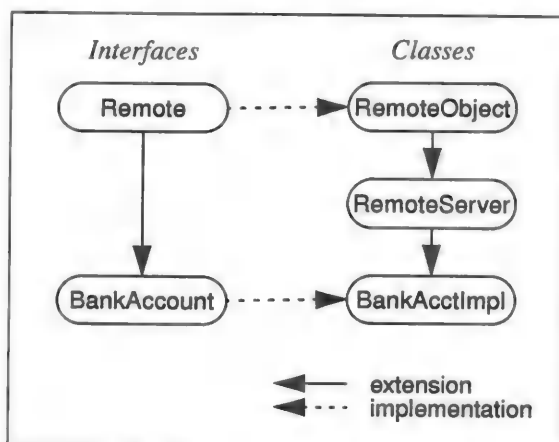 Interfaces Classes
Remote RemoteObject
RemoteServer
BankAccount BankAcctImpl
extension
implementation